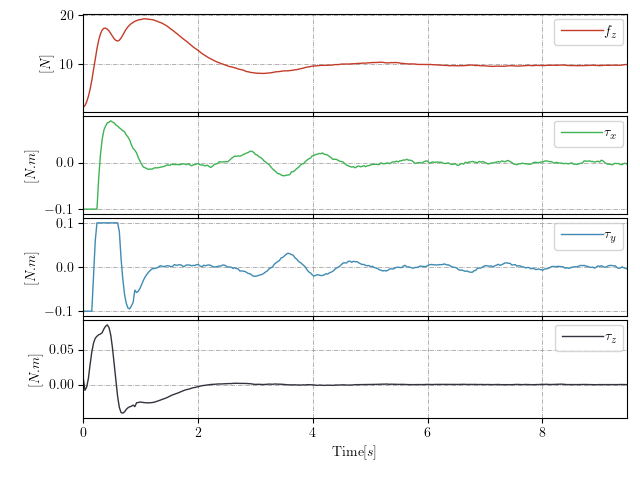 20
10
[N]
f_z
0.0
−0.1
[N.m]
τ_x
0.1
0.0
−0.1
[N.m]
τ_y
0.05
0.00
[N.m]
τ_z
0 2 4 6 8
Time[s]